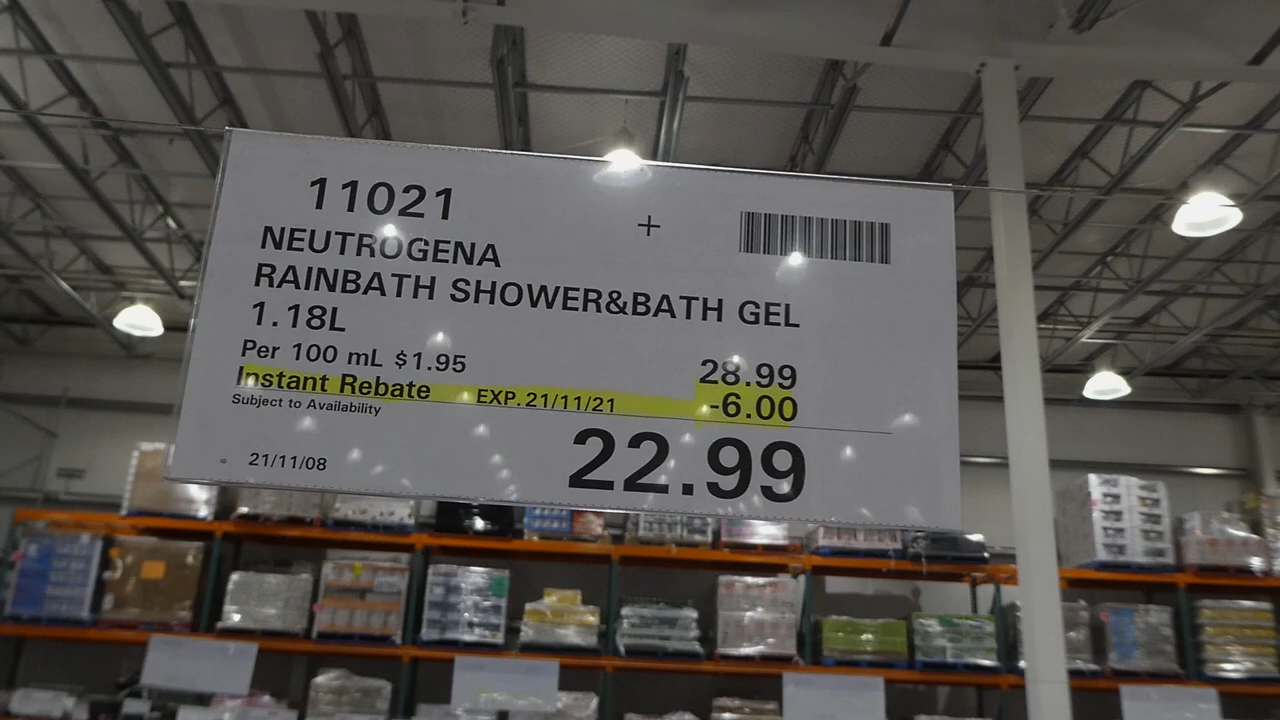 11021
NEUTROGENA
RAINBATH SHOWER&BATH GEL
1.18L
Per 100 mL $1.95 28.99
Instant Rebate EXP. 21/11/21 -6.00
Subject to Availability
22.99
21/11/08